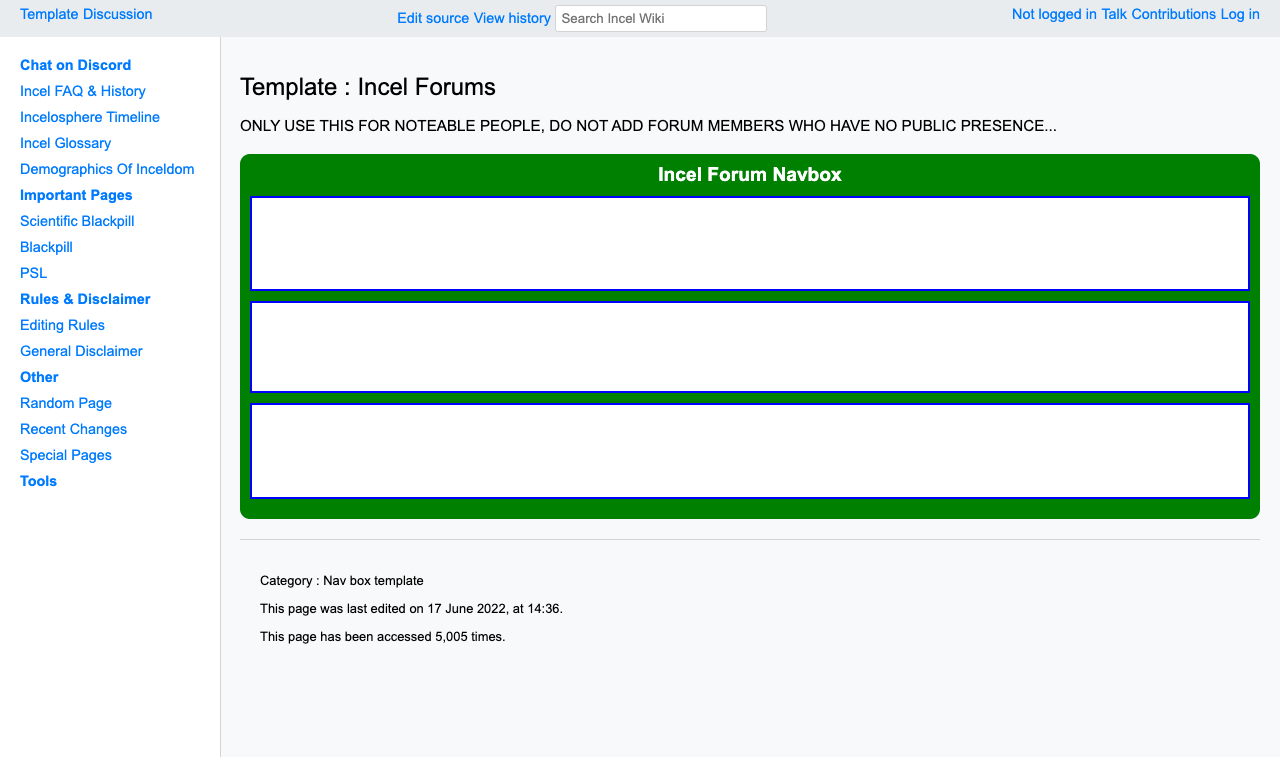 Template Discussion
Edit source View history Search Incel Wiki
Not logged in Talk Contributions Log in
Chat on Discord
Incel FAQ & History
Incelosphere Timeline
Incel Glossary
Demographics Of Inceldom
Important Pages
Scientific Blackpill
Blackpill
PSL
Rules & Disclaimer
Editing Rules
General Disclaimer
Other
Random Page
Recent Changes
Special Pages
Tools
Template : Incel Forums
ONLY USE THIS FOR NOTEABLE PEOPLE, DO NOT ADD FORUM MEMBERS WHO HAVE NO PUBLIC PRESENCE...
Incel Forum Navbox
Category : Nav box template
This page was last edited on 17 June 2022, at 14:36.
This page has been accessed 5,005 times.